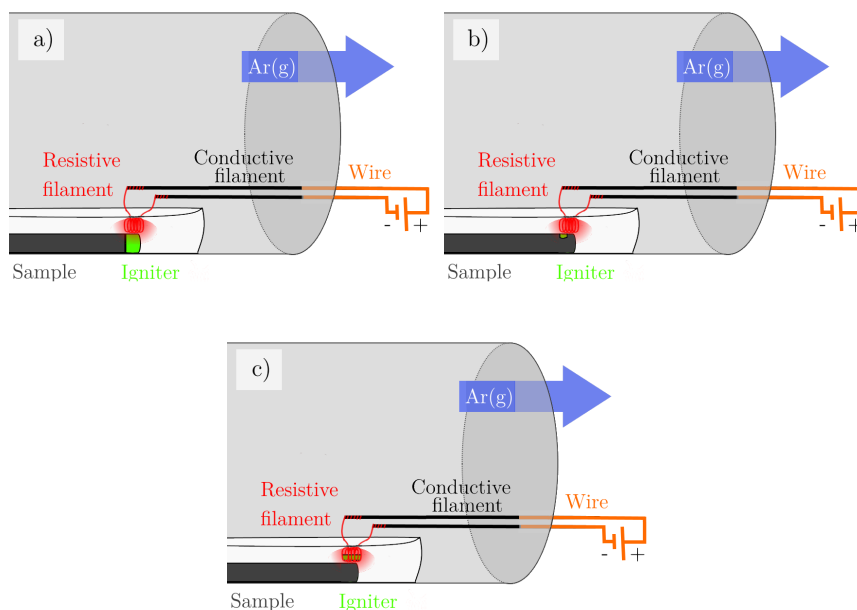 a)
Ar(g)
Resistive
filament
Conductive
filament
Wire
- +
Sample
Igniter
b)
Ar(g)
Resistive
filament
Conductive
filament
Wire
- +
Sample
Igniter
c)
Ar(g)
Resistive
filament
Conductive
filament
Wire
- +
Sample
Igniter